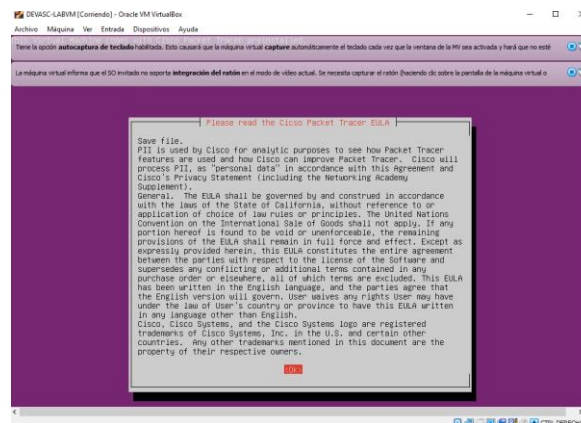 DEVASC-LABVM [Corriendo] - Oracle VM VirtualBox
Archivo Máquina Ver Entrada Dispositivos Ayuda
Tiene la opción autocaptura de teclado habilitada. Esto causará que la máquina virtual capture automáticamente el teclado cada vez que la ventana de la MV sea activada y hará que no esté
La máquina virtual informa que el SO invitado no soporta integración del ratón en el modo de video actual. Se necesita capturar el ratón (haciendo clic sobre la pantalla de la máquina virtual o
Please read the Cicso Packet Tracer EULA
Save file.
PII is used by Cisco for analytic purposes to see how Packet Tracer
features are used and how Cisco can improve Packet Tracer. Cisco will
process PII, as "personal data" in accordance with this Agreement and
Cisco's Privacy Statement (including the Networking Academy
Supplement).
General. The EULA shall be governed by and construed in accordance
with the laws of the State of California, without reference to or
application of choice of law rules or principles. The United Nations
Convention on the International Sale of Goods shall not apply. If any
portion hereof is found to be void or unenforceable, the remaining
provisions of the EULA shall remain in full force and effect. Except as
expressly provided herein, this EULA constitutes the entire agreement
between the parties with respect to the license of the Software and
supersedes any conflicting or additional terms contained in any
purchase order or elsewhere, all of which terms are excluded. This EULA
has been written in the English language, and the parties agree that
the English version will govern. User waives any rights User may have
under the law of User's country or province to have this EULA written
in any language other than English.
Cisco, Cisco Systems, and the Cisco Systems logo are registered
trademarks of Cisco Systems, Inc. in the U.S. and certain other
countries. Any other trademarks mentioned in this document are the
property of their respective owners.
<Ok>
CTRL DERECHO